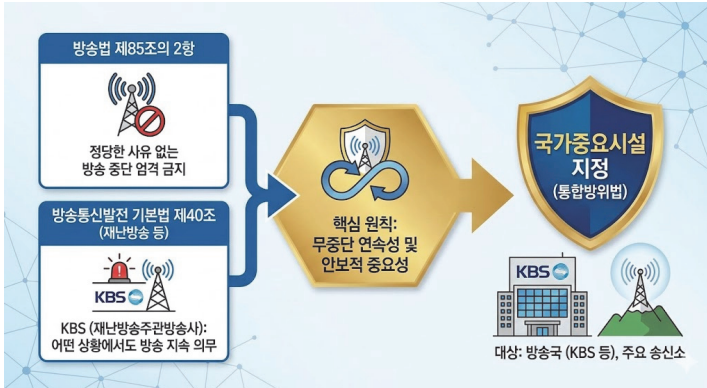 방송법 제85조의 2항
정당한 사유 없는
방송 중단 엄격 금지
방송통신발전 기본법 제40조
(재난방송 등)
KBS
KBS (재난방송주관방송사):
어떤 상황에서도 방송 지속 의무
핵심 원칙:
무중단 연속성 및
안보적 중요성
국가중요시설
지정
(통합방위법)
KBS
대상: 방송국 (KBS 등), 주요 송신소